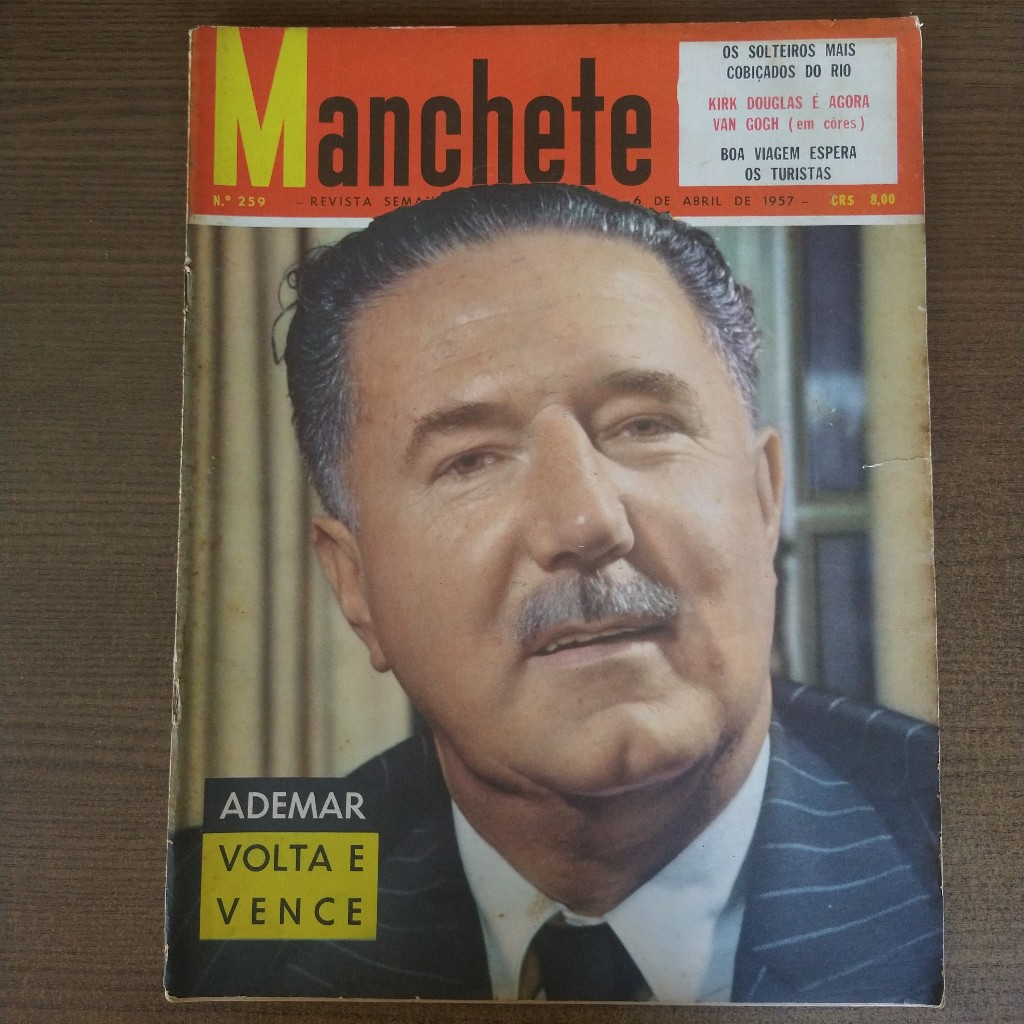 Manchete
OS SOLTEIROS MAIS
COBIÇADOS DO RIO
KIRK DOUGLAS É AGORA
VAN GOGH (em côres)
BOA VIAGEM ESPERA
OS TURISTAS
N.º 259 - REVISTA 6 DE ABRIL DE 1957 - CR$ 8,00
ADEMAR
VOLTA E
VENCE